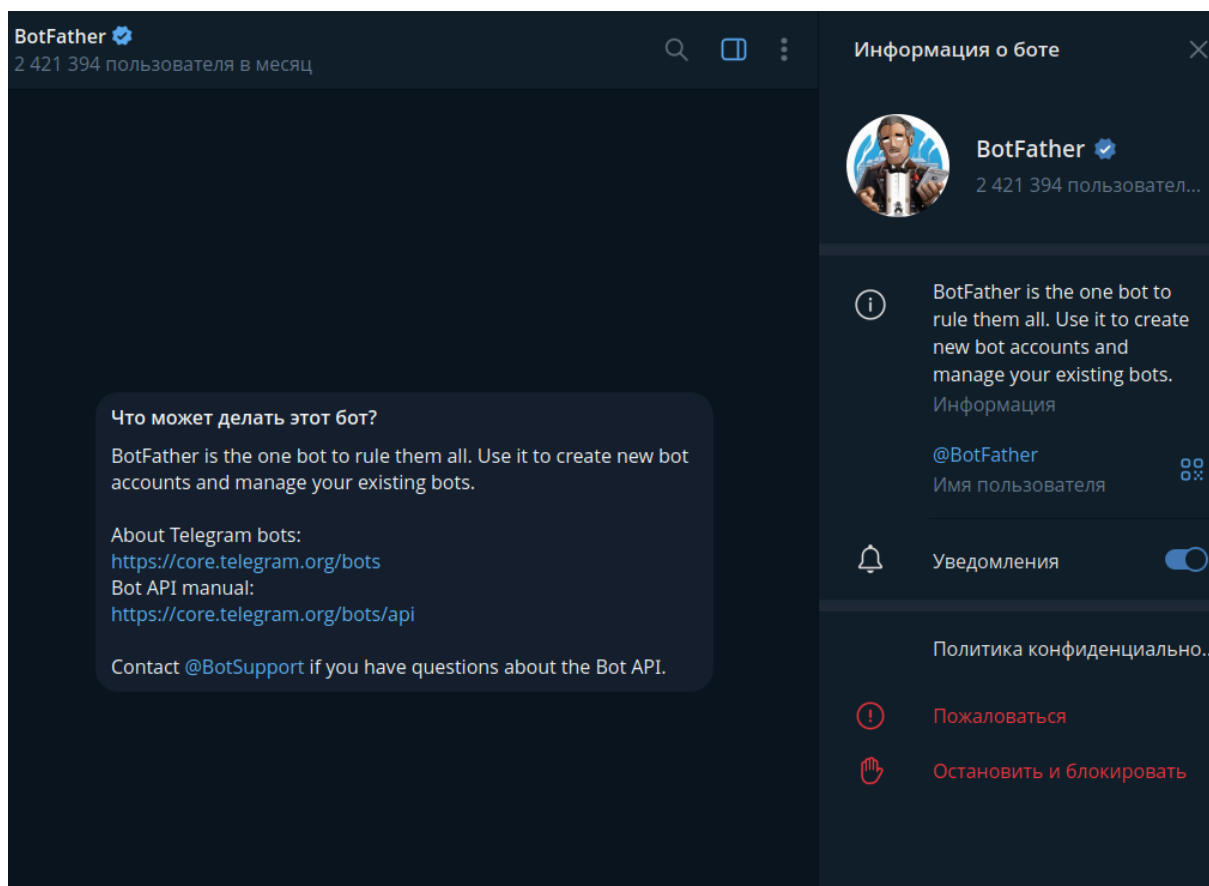 BotFather
2 421 394 пользователя в месяц
Что может делать этот бот?
BotFather is the one bot to rule them all. Use it to create new bot
accounts and manage your existing bots.
About Telegram bots:
https://core.telegram.org/bots
Bot API manual:
https://core.telegram.org/bots/api
Contact @BotSupport if you have questions about the Bot API.
Информация о боте
BotFather
2 421 394 пользовател...
BotFather is the one bot to
rule them all. Use it to create
new bot accounts and
manage your existing bots.
Информация
@BotFather
Имя пользователя
Уведомления
Политика конфиденциально..
Пожаловаться
Остановить и блокировать